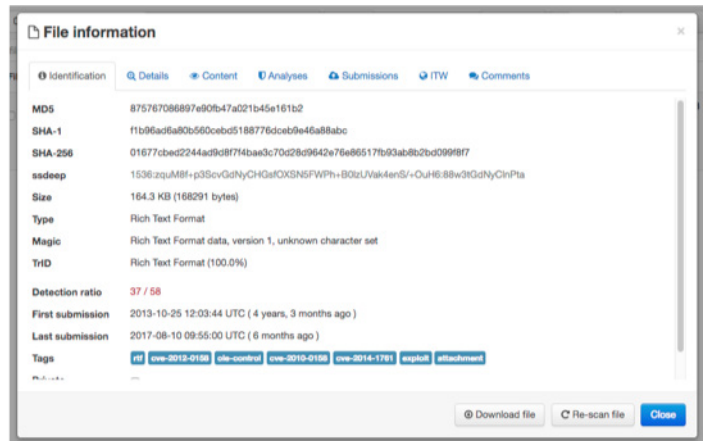 File information
×
Identification Details Content Analyses Submissions ITW Comments
MD5 875767086897e90fb47a021b45e161b2
SHA-1 f1b96ad6a80b560cebd5188776dceb9e46a88abc
SHA-256 01677cbed2244ad9d8f7f4bae3c70d28d9642e76e86517fb93ab8b2bd099f8f7
ssdeep 1536:zquM8f+p3ScvGdNyCHGsfOXSN5FWPh+B0lzUVak4enS/+OuH6:88w3tGdNyClnPta
Size 164.3 KB (168291 bytes)
Type Rich Text Format
Magic Rich Text Format data, version 1, unknown character set
TrID Rich Text Format (100.0%)
Detection ratio 37 / 58
First submission 2013-10-25 12:03:44 UTC ( 4 years, 3 months ago )
Last submission 2017-08-10 09:55:00 UTC ( 6 months ago )
Tags rtf cve-2012-0158 ole-control cve-2010-0158 cve-2014-1761 exploit attachment
Download file Re-scan file Close